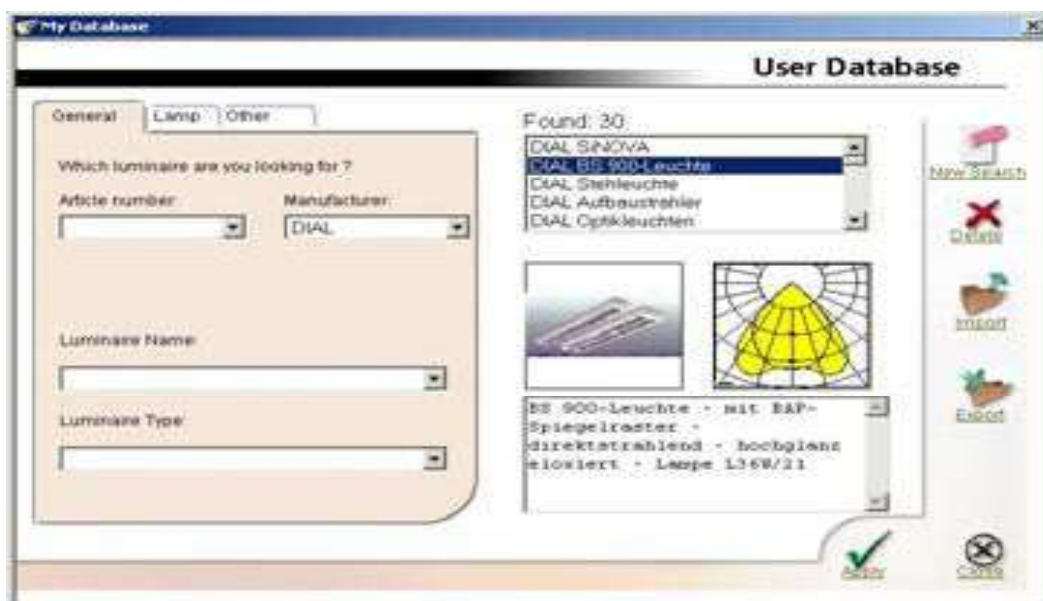 My Database
User Database
General
Lamp
Other
Which luminaire are you looking for ?
Article number:
Manufacturer:
DIAL
Luminaire Name:
Luminaire Type:
Found: 30
DIAL SiNOVA
DIAL BS 900-Leuchte
DIAL Stehleuchte
DIAL Aufbaustrahler
DIAL Optikleuchten
BS 900-Leuchte - mit BAP-
Spiegelraster -
direktstrahlend - hochglanz
eloxiert - Lampe L36W/21
New Search
Delete
Import
Export
Apply
Close